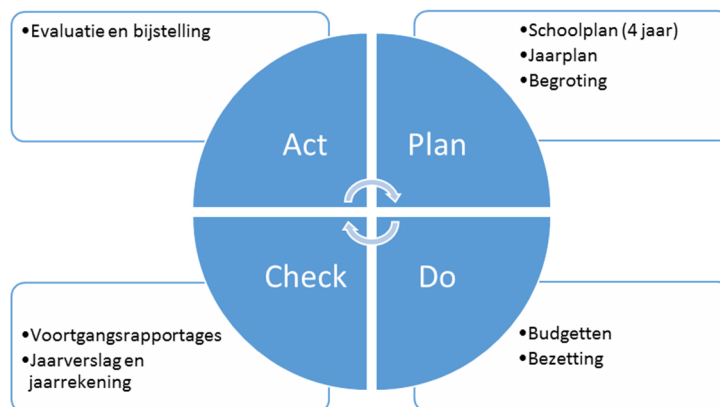 •Evaluatie en bijstelling
•Schoolplan (4 jaar)
•Jaarplan
•Begroting
Act
Plan
Check
Do
•Voortgangsrapportages
•Jaarverslag en
jaarrekening
•Budgetten
•Bezetting